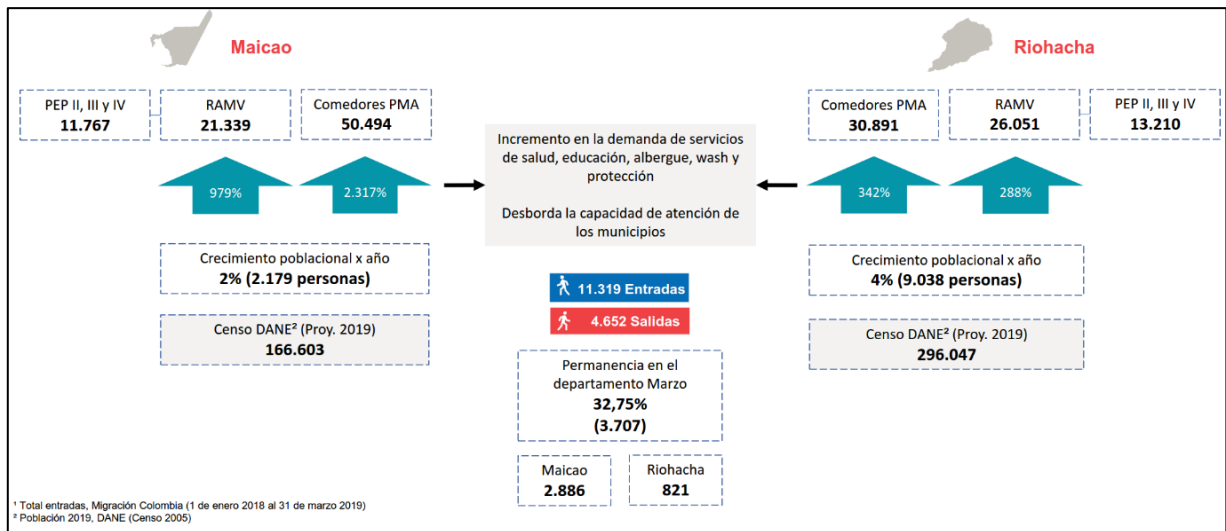 Maicao
PEP II, III y IV
11.767
RAMV
21.339
Comedores PMA
50.494
979%
2.317%
Crecimiento poblacional x año
2% (2.179 personas)
Censo DANE² (Proy. 2019)
166.603
Incremento en la demanda de servicios
de salud, educación, albergue, wash y
protección
Desborda la capacidad de atención de
los municipios
11.319 Entradas
4.652 Salidas
Permanencia en el
departamento Marzo
32,75%
(3.707)
Maicao
2.886
Riohacha
821
Riohacha
Comedores PMA
30.891
RAMV
26.051
PEP II, III y IV
13.210
342%
288%
Crecimiento poblacional x año
4% (9.038 personas)
Censo DANE² (Proy. 2019)
296.047
¹ Total entradas, Migración Colombia (1 de enero 2018 al 31 de marzo 2019)
² Población 2019, DANE (Censo 2005)